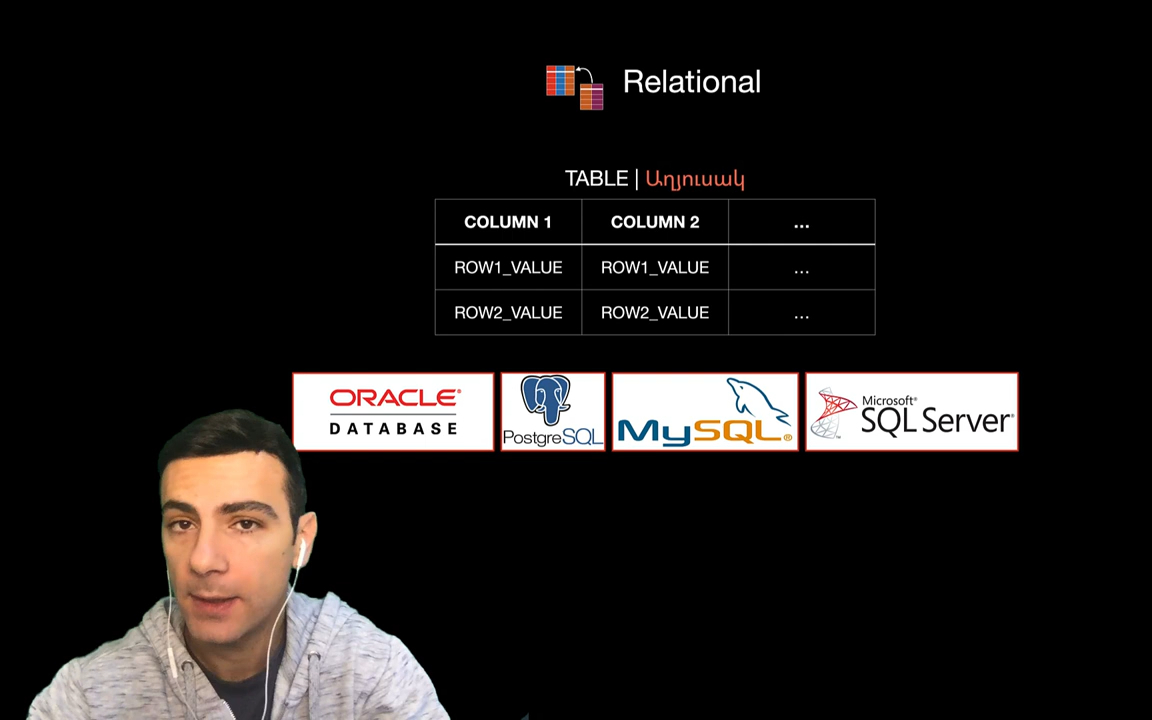 Relational
TABLE | Աղյուսակ
COLUMN 1 COLUMN 2 ...
ROW1_VALUE ROW1_VALUE ...
ROW2_VALUE ROW2_VALUE ...
ORACLE®
DATABASE
PostgreSQL
MySQL®
Microsoft®
SQL Server®